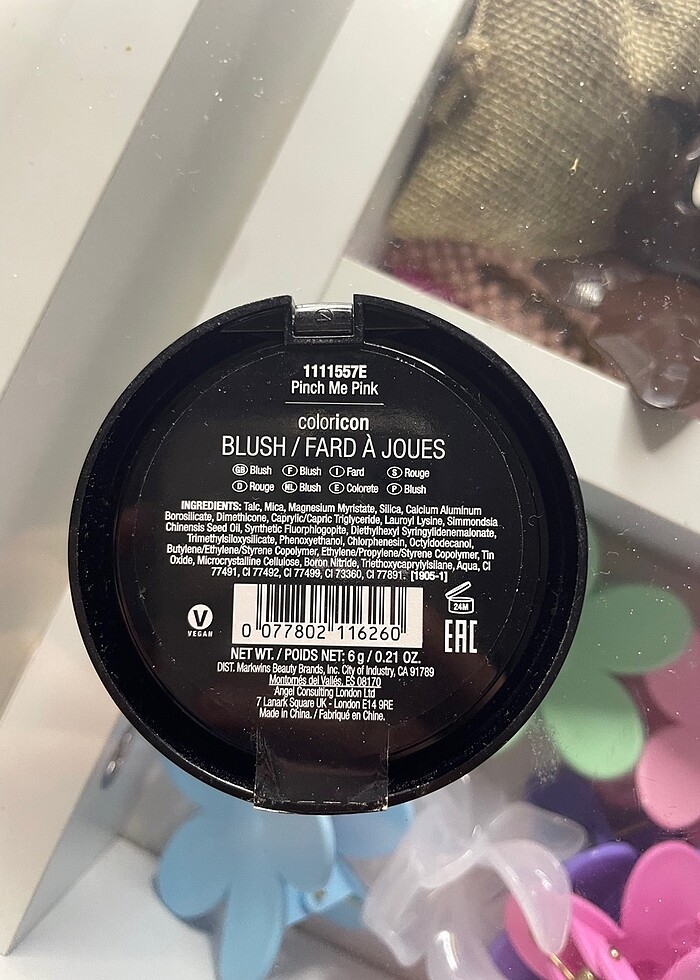 1111557E
Pinch Me Pink
coloricon
BLUSH / FARD À JOUES
GB Blush F Blush I Fard S Rouge
D Rouge NL Blush E Colorete P Blush
INGREDIENTS: Talc, Mica, Magnesium Myristate, Silica, Calcium Aluminum
Borosilicate, Dimethicone, Caprylic/Capric Triglyceride, Lauroyl Lysine, Simmondsia
Chinensis Seed Oil, Synthetic Fluorphlogopite, Diethylhexyl Syringylidenemalonate,
Trimethylsiloxysilicate, Phenoxyethanol, Chlorphenesin, Octyldodecanol,
Butylene/Ethylene/Styrene Copolymer, Ethylene/Propylene/Styrene Copolymer, Tin
Oxide, Microcrystalline Cellulose, Boron Nitride, Triethoxycaprylylsilane, Aqua, CI
77491, CI 77492, CI 77499, CI 73360, CI 77891. [1905-1]
V
VEGAN
0 077802 116260
24M
EAC
NET WT. / POIDS NET: 6 g / 0.21 OZ.
DIST. Markwins Beauty Brands, Inc. City of Industry, CA 91789
Montornés del Vallés, ES 08170
Angel Consulting London Ltd
7 Lanark Square UK - London E14 9RE
Made in China. / Fabriqué en Chine.